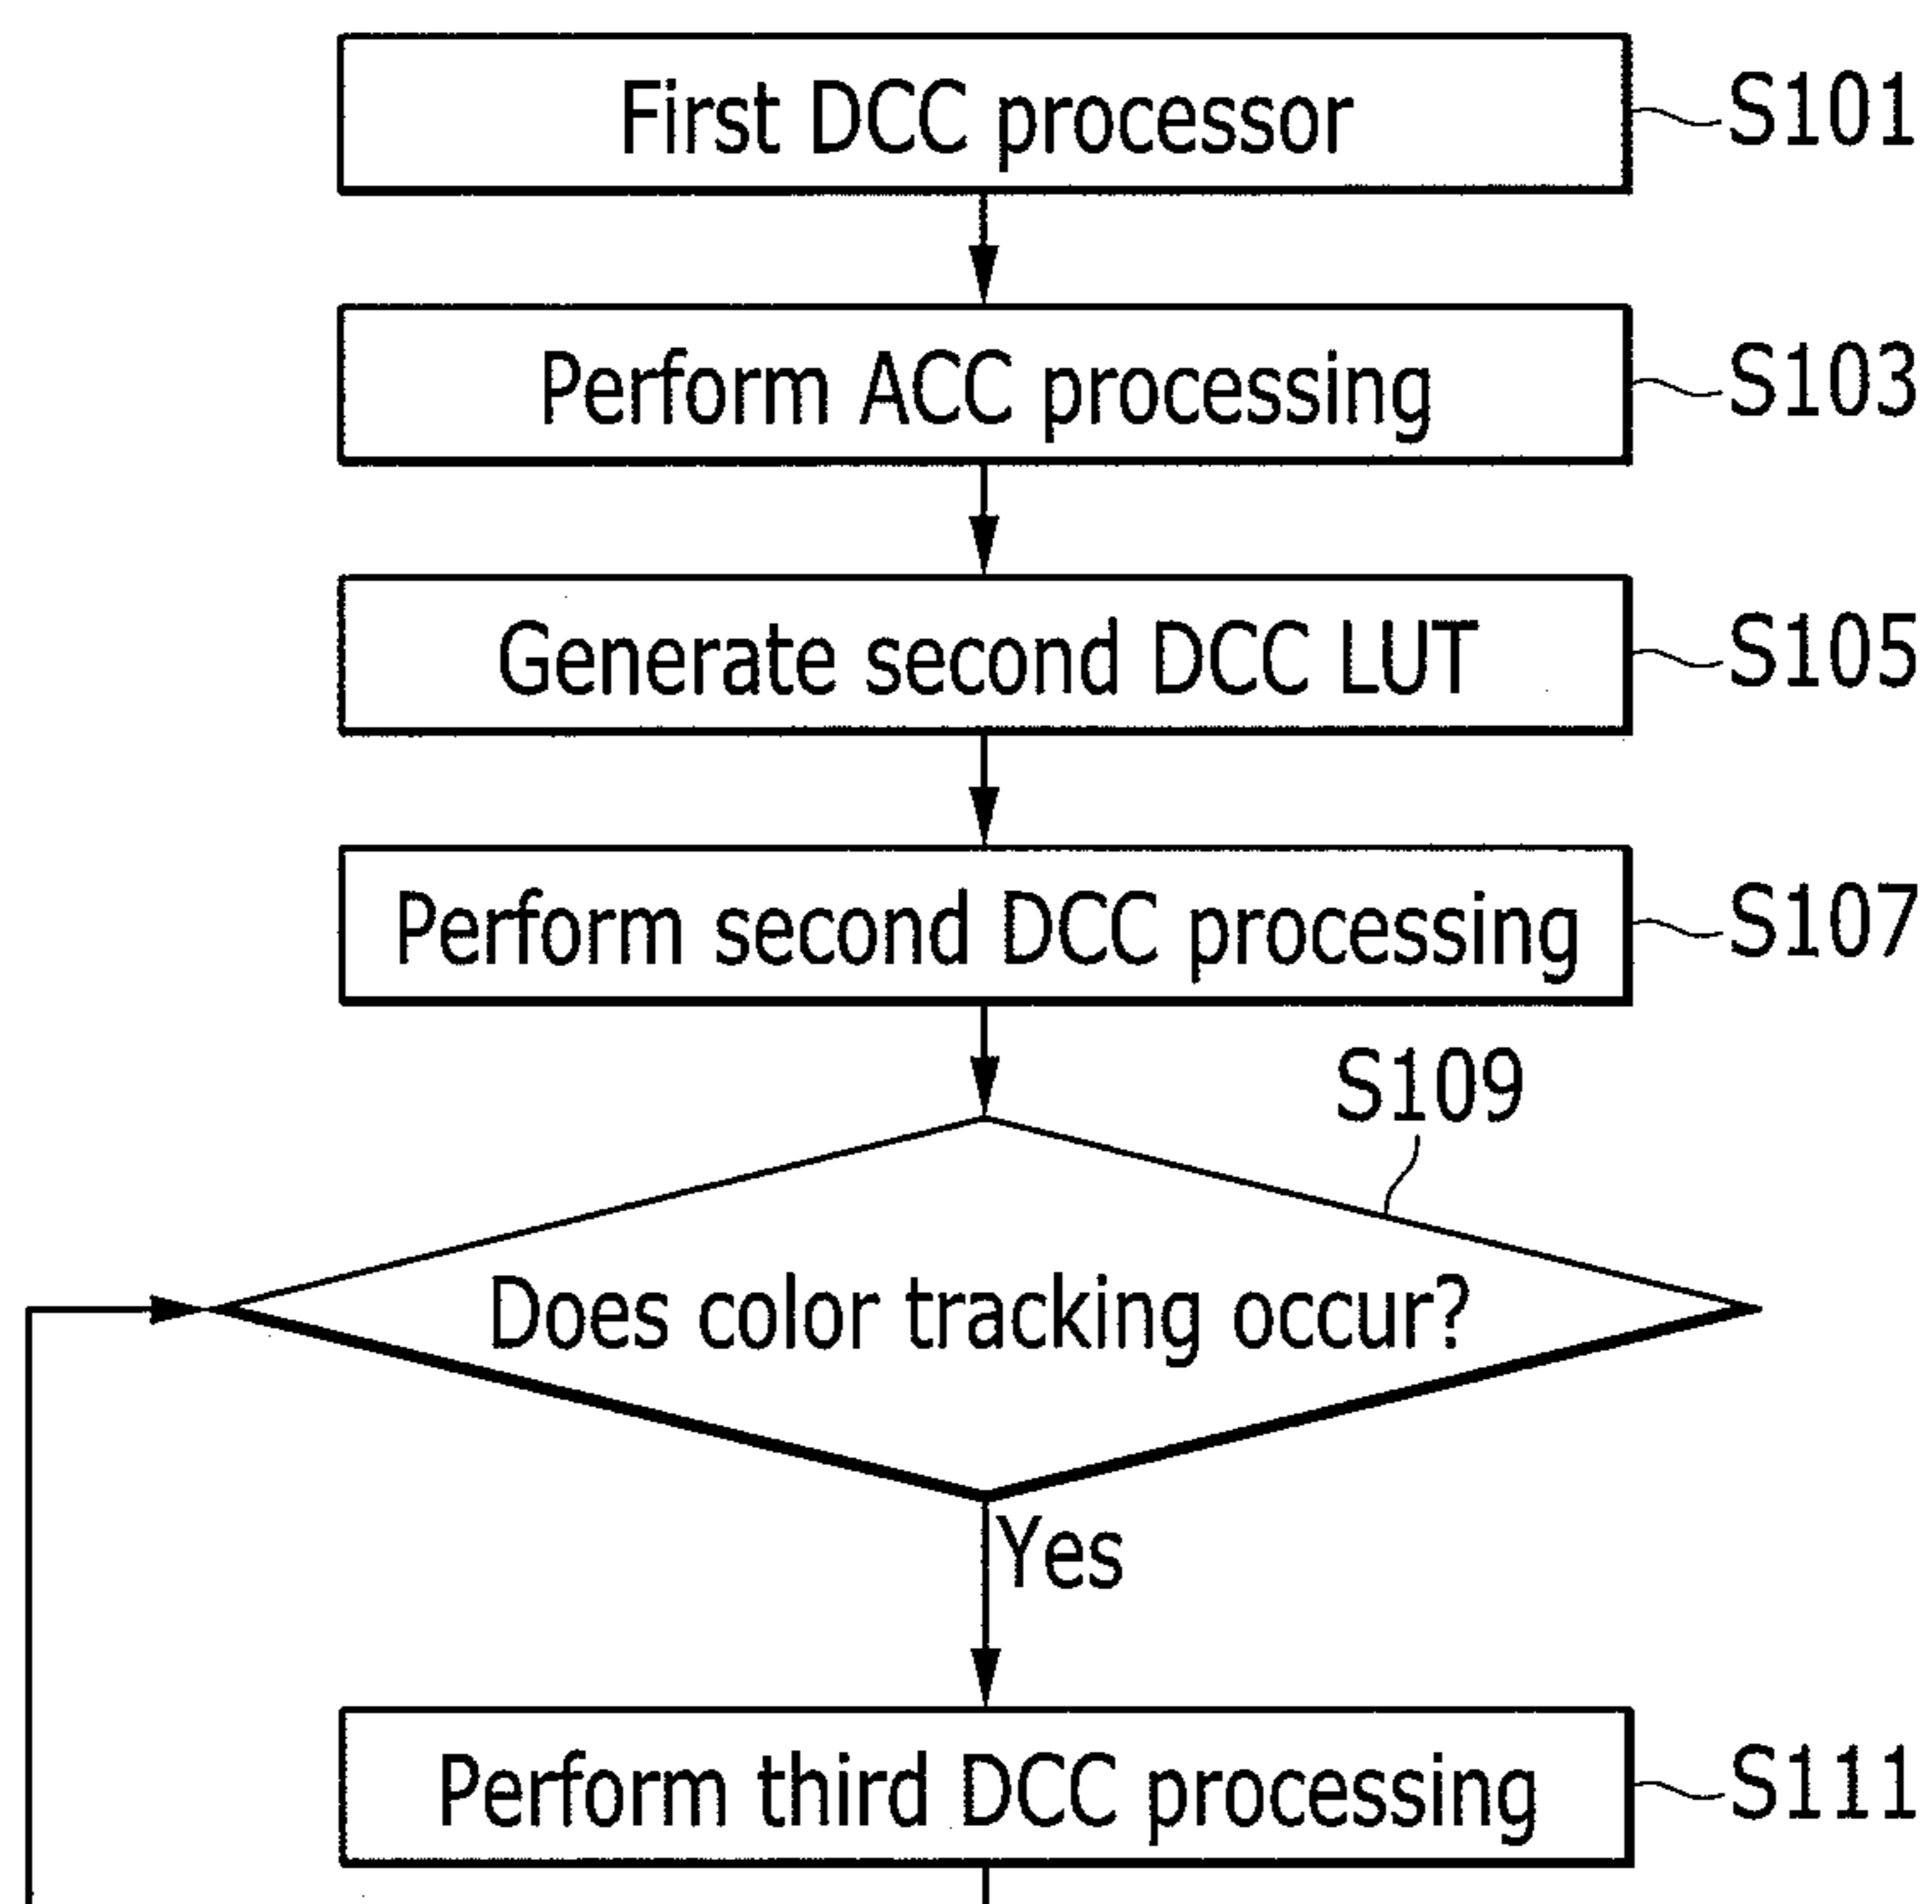 First DCC processor
S101
Perform ACC processing
S103
Generate second DCC LUT
S105
Perform second DCC processing
S107
S109
Does color tracking occur?
Yes
Perform third DCC processing
S111